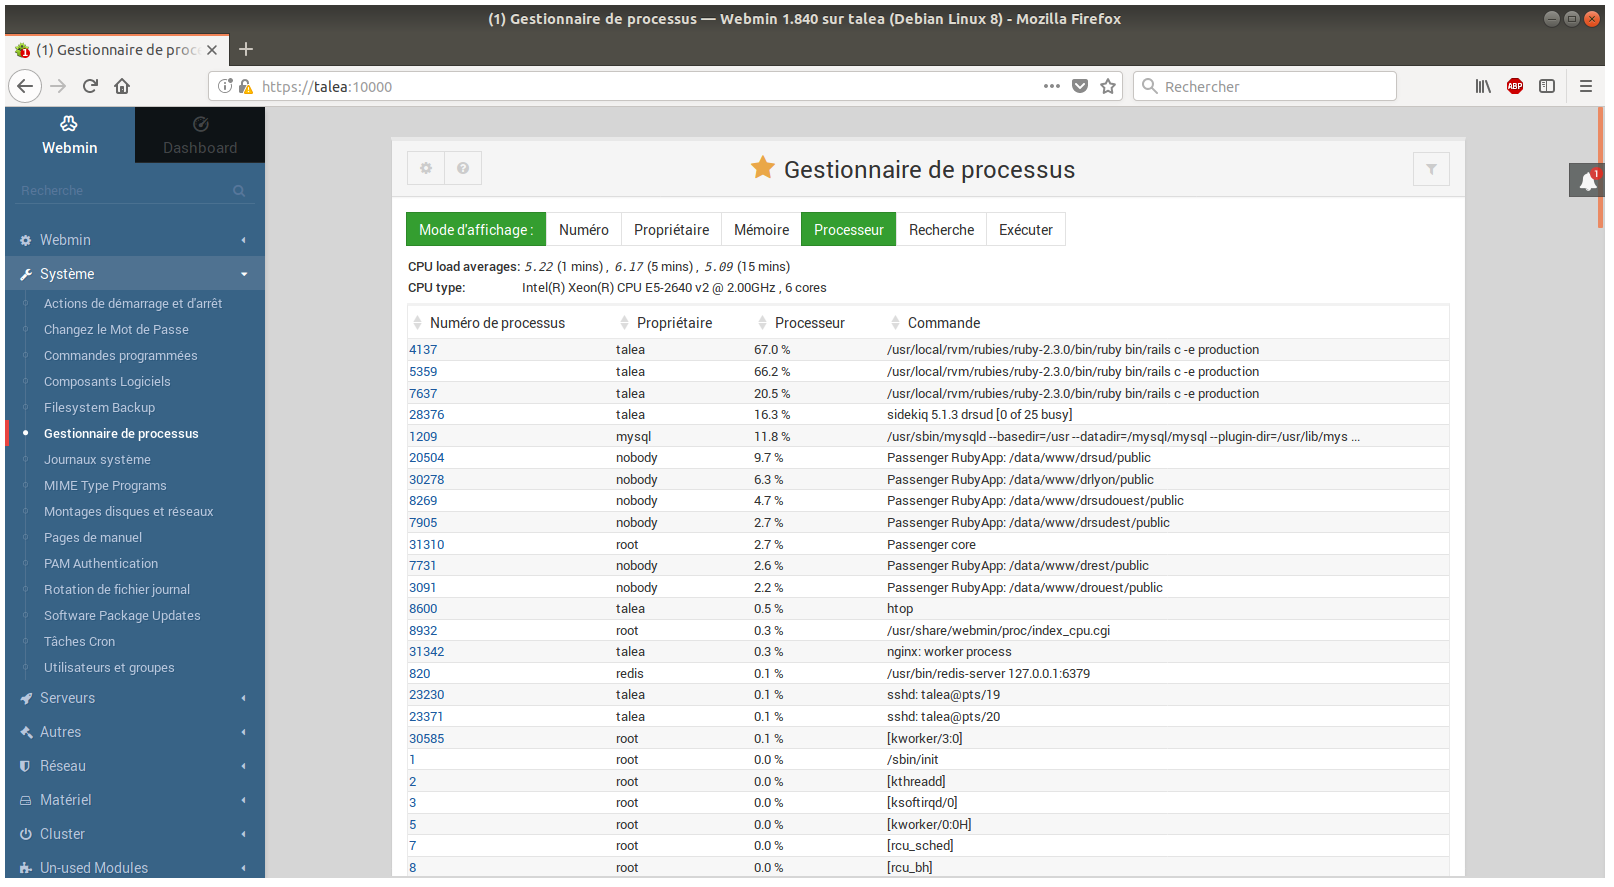 (1) Gestionnaire de processus — Webmin 1.840 sur talea (Debian Linux 8) - Mozilla Firefox
(1) Gestionnaire de proc
https://talea:10000
Rechercher
ABP
Webmin
Dashboard
Recherche
Webmin
Système
Actions de démarrage et d'arrêt
Changez le Mot de Passe
Commandes programmées
Composants Logiciels
Filesystem Backup
Gestionnaire de processus
Journaux système
MIME Type Programs
Montages disques et réseaux
Pages de manuel
PAM Authentication
Rotation de fichier journal
Software Package Updates
Tâches Cron
Utilisateurs et groupes
Serveurs
Autres
Réseau
Matériel
Cluster
Un-used Modules
Gestionnaire de processus
1
Mode d'affichage : Numéro Propriétaire Mémoire Processeur Recherche Exécuter
CPU load averages: 5.22 (1 mins) , 6.17 (5 mins) , 5.09 (15 mins)
CPU type: Intel(R) Xeon(R) CPU E5-2640 v2 @ 2.00GHz , 6 cores
Numéro de processus Propriétaire Processeur Commande
4137 talea 67.0 % /usr/local/rvm/rubies/ruby-2.3.0/bin/ruby bin/rails c -e production
5359 talea 66.2 % /usr/local/rvm/rubies/ruby-2.3.0/bin/ruby bin/rails c -e production
7637 talea 20.5 % /usr/local/rvm/rubies/ruby-2.3.0/bin/ruby bin/rails c -e production
28376 talea 16.3 % sidekiq 5.1.3 drsud [0 of 25 busy]
1209 mysql 11.8 % /usr/sbin/mysqld --basedir=/usr --datadir=/mysql/mysql --plugin-dir=/usr/lib/mys ...
20504 nobody 9.7 % Passenger RubyApp: /data/www/drsud/public
30278 nobody 6.3 % Passenger RubyApp: /data/www/drlyon/public
8269 nobody 4.7 % Passenger RubyApp: /data/www/drsudouest/public
7905 nobody 2.7 % Passenger RubyApp: /data/www/drsudest/public
31310 root 2.7 % Passenger core
7731 nobody 2.6 % Passenger RubyApp: /data/www/drest/public
3091 nobody 2.2 % Passenger RubyApp: /data/www/drouest/public
8600 talea 0.5 % htop
8932 root 0.3 % /usr/share/webmin/proc/index_cpu.cgi
31342 talea 0.3 % nginx: worker process
820 redis 0.1 % /usr/bin/redis-server 127.0.0.1:6379
23230 talea 0.1 % sshd: talea@pts/19
23371 talea 0.1 % sshd: talea@pts/20
30585 root 0.1 % [kworker/3:0]
1 root 0.0 % /sbin/init
2 root 0.0 % [kthreadd]
3 root 0.0 % [ksoftirqd/0]
5 root 0.0 % [kworker/0:0H]
7 root 0.0 % [rcu_sched]
8 root 0.0 % [rcu_bh]